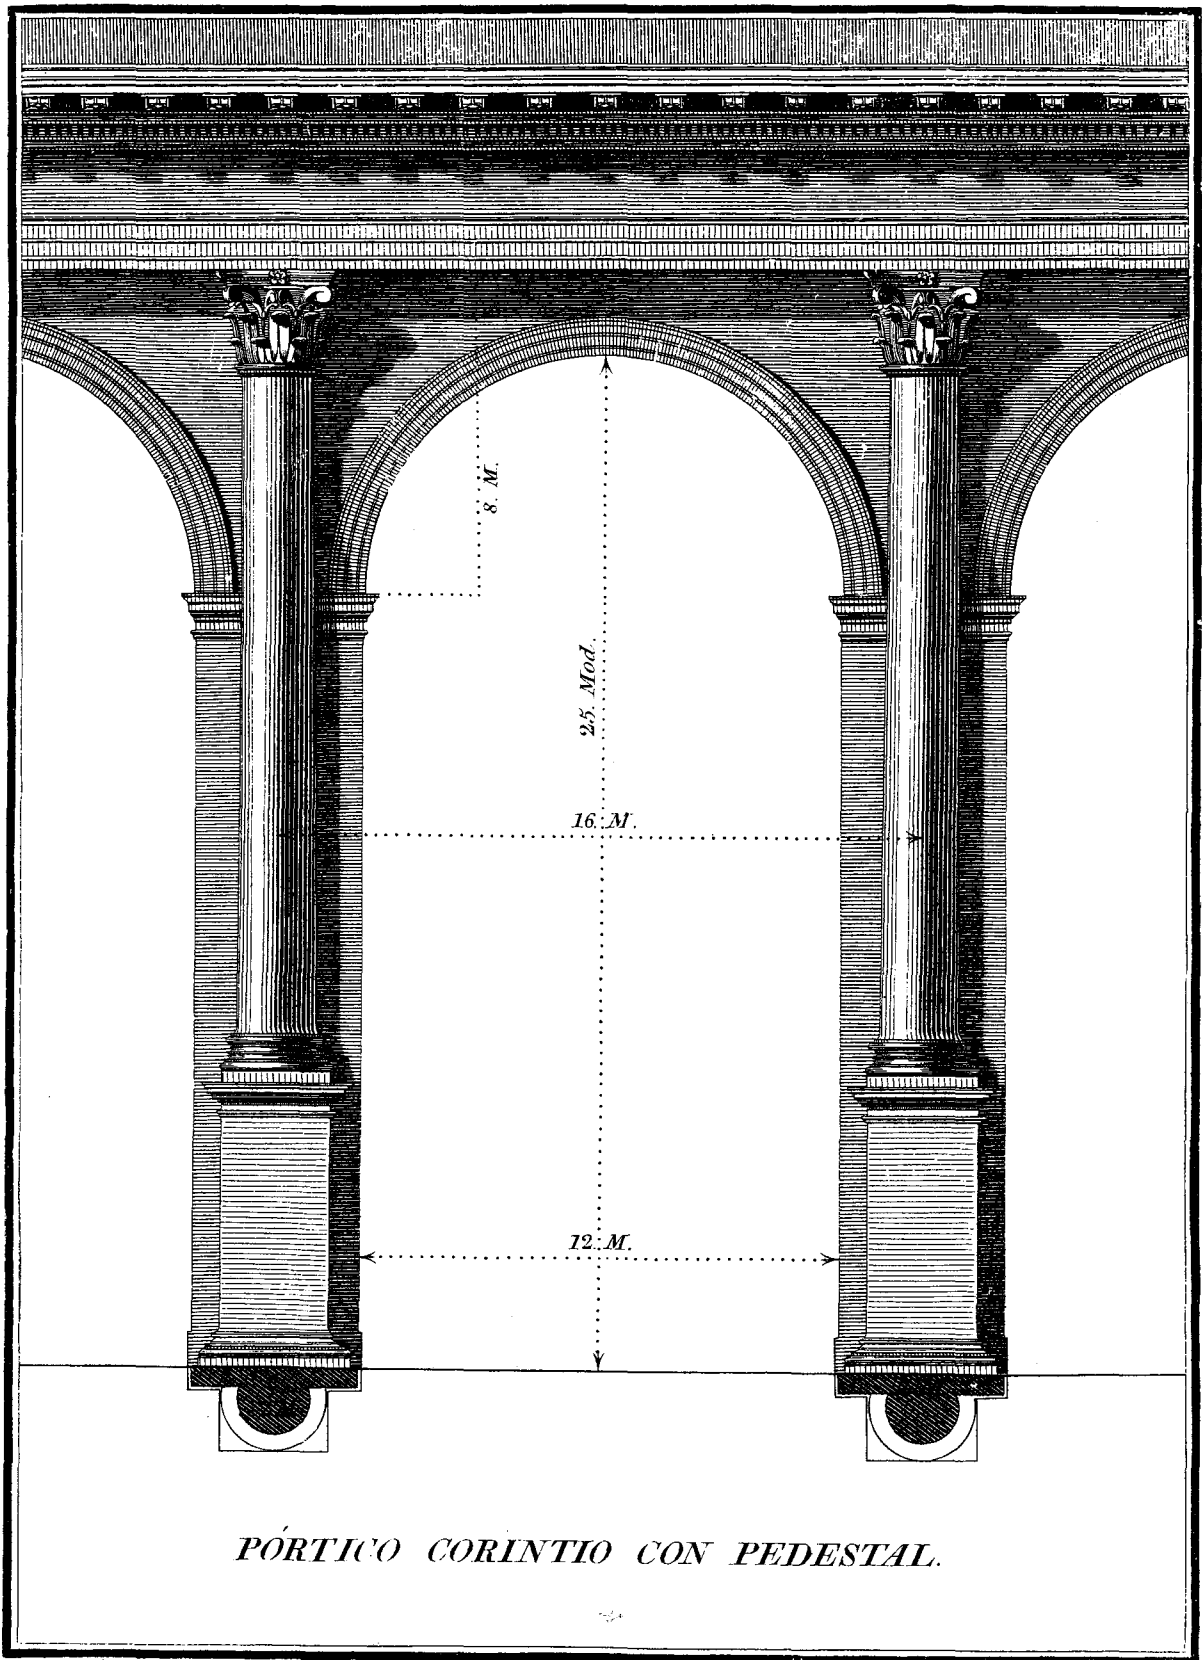 8. M.
25. Mod.
16. M.
12. M.
PÓRTICO CORINTIO CON PEDESTAL.